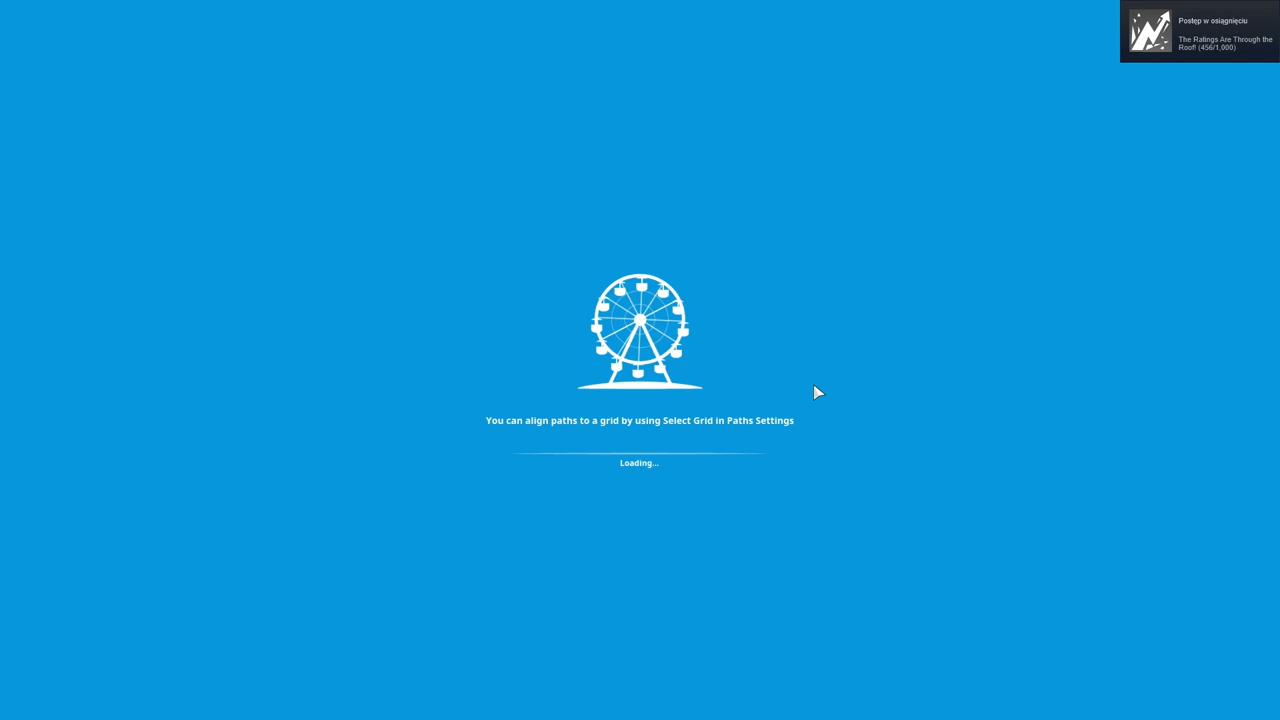 Postęp w osiągnięciu
The Ratings Are Through the
Roof! (456/1,000)
You can align paths to a grid by using Select Grid in Paths Settings
Loading...